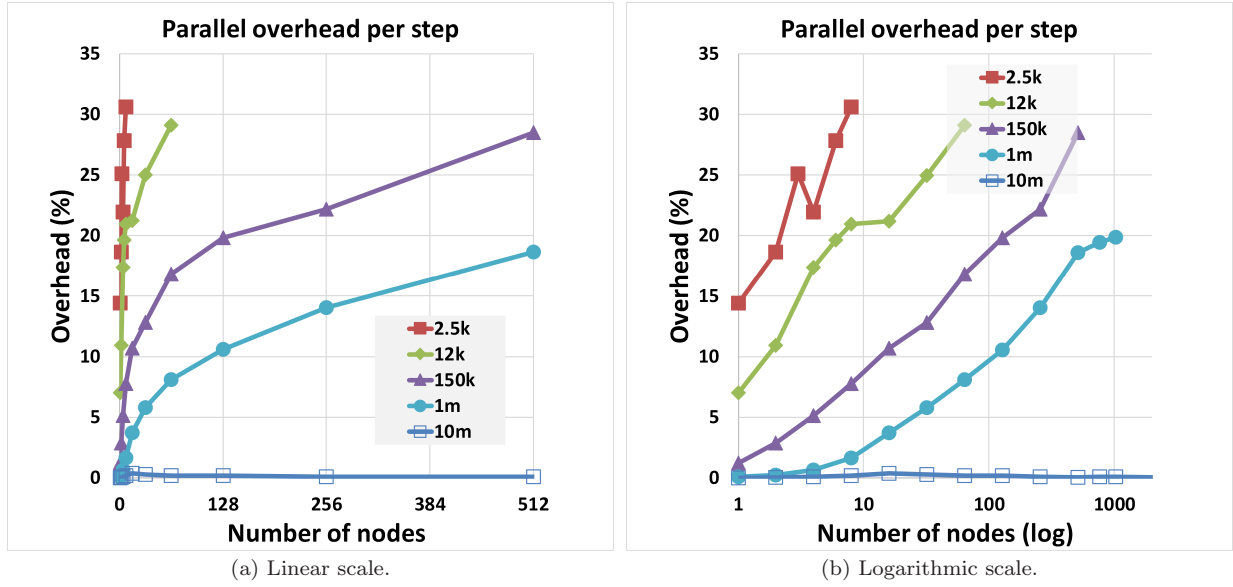 Parallel overhead per step
35
30
25
20
15
10
5
0
Overhead (%)
0 128 256 384 512
Number of nodes
2.5k
12k
150k
1m
10m
(a) Linear scale.
Parallel overhead per step
35
30
25
20
15
10
5
0
Overhead (%)
1 10 100 1000
Number of nodes (log)
2.5k
12k
150k
1m
10m
(b) Logarithmic scale.